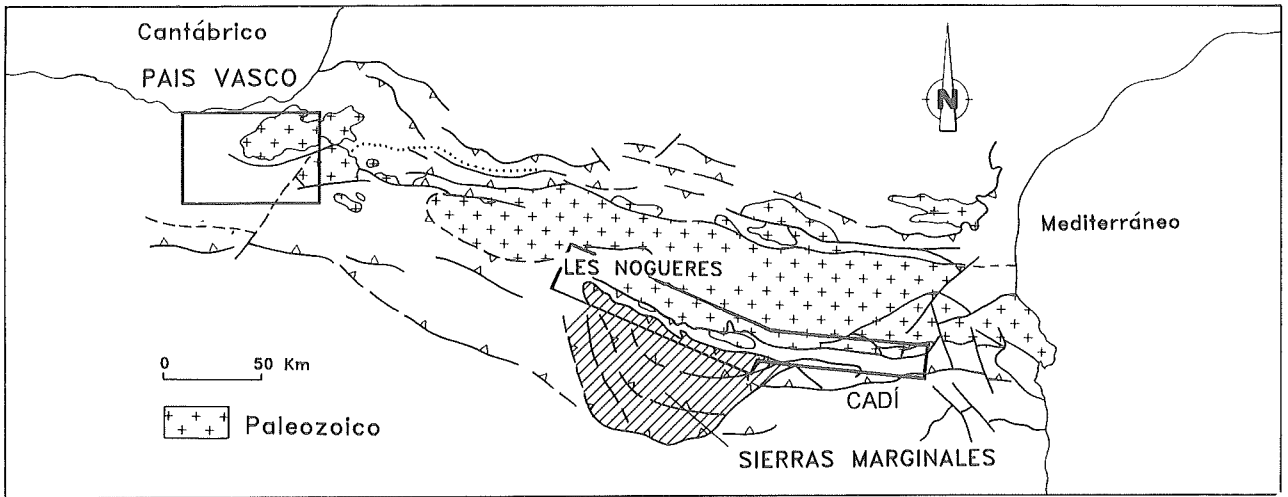 Cantábrico
PAIS VASCO
N
Mediterráneo
LES NOGUERES
0 50 Km
CADÍ
Paleozoico
SIERRAS MARGINALES